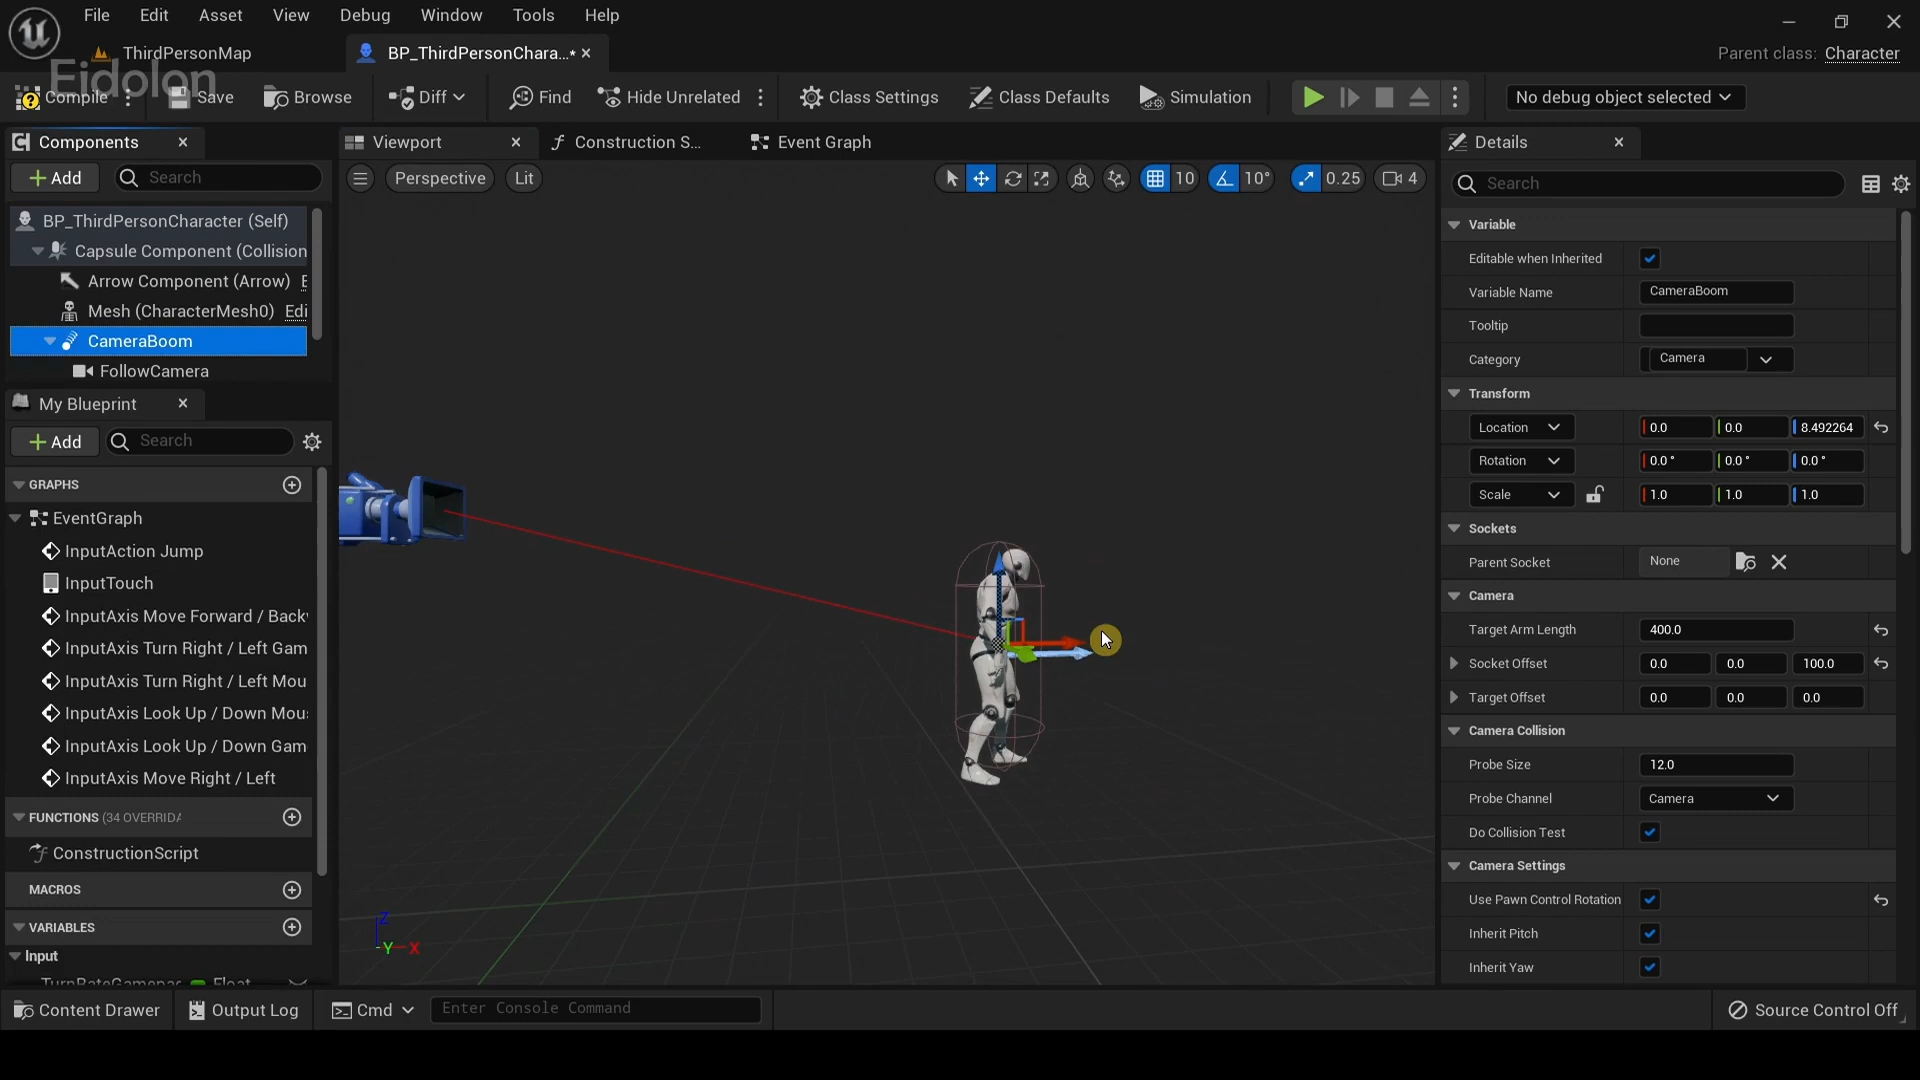 File Edit Asset View Debug Window Tools Help
ThirdPersonMap
BP_ThirdPersonChara...*
Parent class: Character
Eidolon
Compile Save Browse Diff Find Hide Unrelated Class Settings Class Defaults Simulation No debug object selected
Components
Viewport Construction S... Event Graph
Details
Add Search
Perspective Lit 10 10° 0.25 4
Search
BP_ThirdPersonCharacter (Self)
Capsule Component (Collision
Arrow Component (Arrow)
Mesh (CharacterMesh0) Edi
CameraBoom
FollowCamera
My Blueprint
Add Search
GRAPHS
EventGraph
InputAction Jump
InputTouch
InputAxis Move Forward / Backw
InputAxis Turn Right / Left Gam
InputAxis Turn Right / Left Mou
InputAxis Look Up / Down Mou
InputAxis Look Up / Down Gam
InputAxis Move Right / Left
FUNCTIONS (34 OVERRIDA
ConstructionScript
MACROS
VARIABLES
Input
TurnRateGamepa Float
Z
Y X
Variable
Editable when Inherited
Variable Name CameraBoom
Tooltip
Category Camera
Transform
Location 0.0 0.0 8.492264
Rotation 0.0° 0.0° 0.0°
Scale 1.0 1.0 1.0
Sockets
Parent Socket None
Camera
Target Arm Length 400.0
Socket Offset 0.0 0.0 100.0
Target Offset 0.0 0.0 0.0
Camera Collision
Probe Size 12.0
Probe Channel Camera
Do Collision Test
Camera Settings
Use Pawn Control Rotation
Inherit Pitch
Inherit Yaw
Content Drawer Output Log Cmd Enter Console Command
Source Control Off